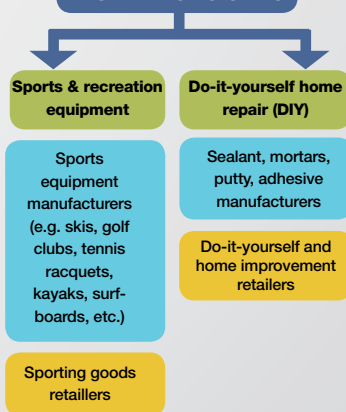 Sports & recreation
equipment
Sports
equipment
manufacturers
(e.g. skis, golf
clubs, tennis
racquets,
kayaks, surf-
boards, etc.)
Sporting goods
retaillers
Do-it-yourself home
repair (DIY)
Sealant, mortars,
putty, adhesive
manufacturers
Do-it-yourself and
home improvement
retailers